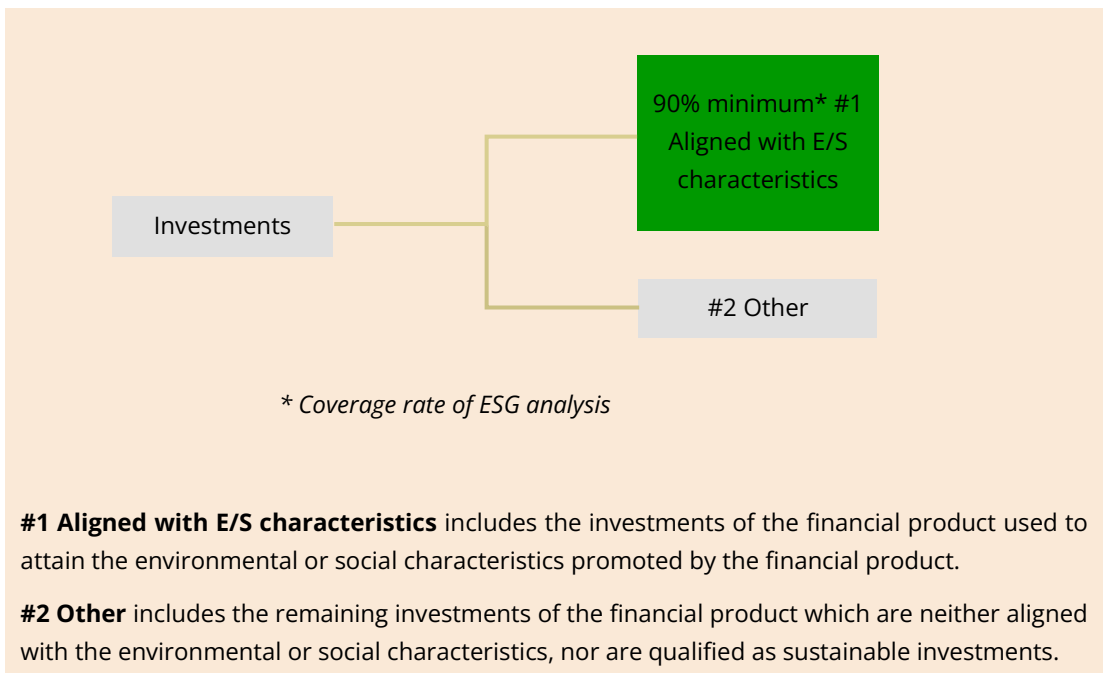 90% minimum* #1
Aligned with E/S
characteristics
Investments
#2 Other
* Coverage rate of ESG analysis
#1 Aligned with E/S characteristics includes the investments of the financial product used to
attain the environmental or social characteristics promoted by the financial product.
#2 Other includes the remaining investments of the financial product which are neither aligned
with the environmental or social characteristics, nor are qualified as sustainable investments.